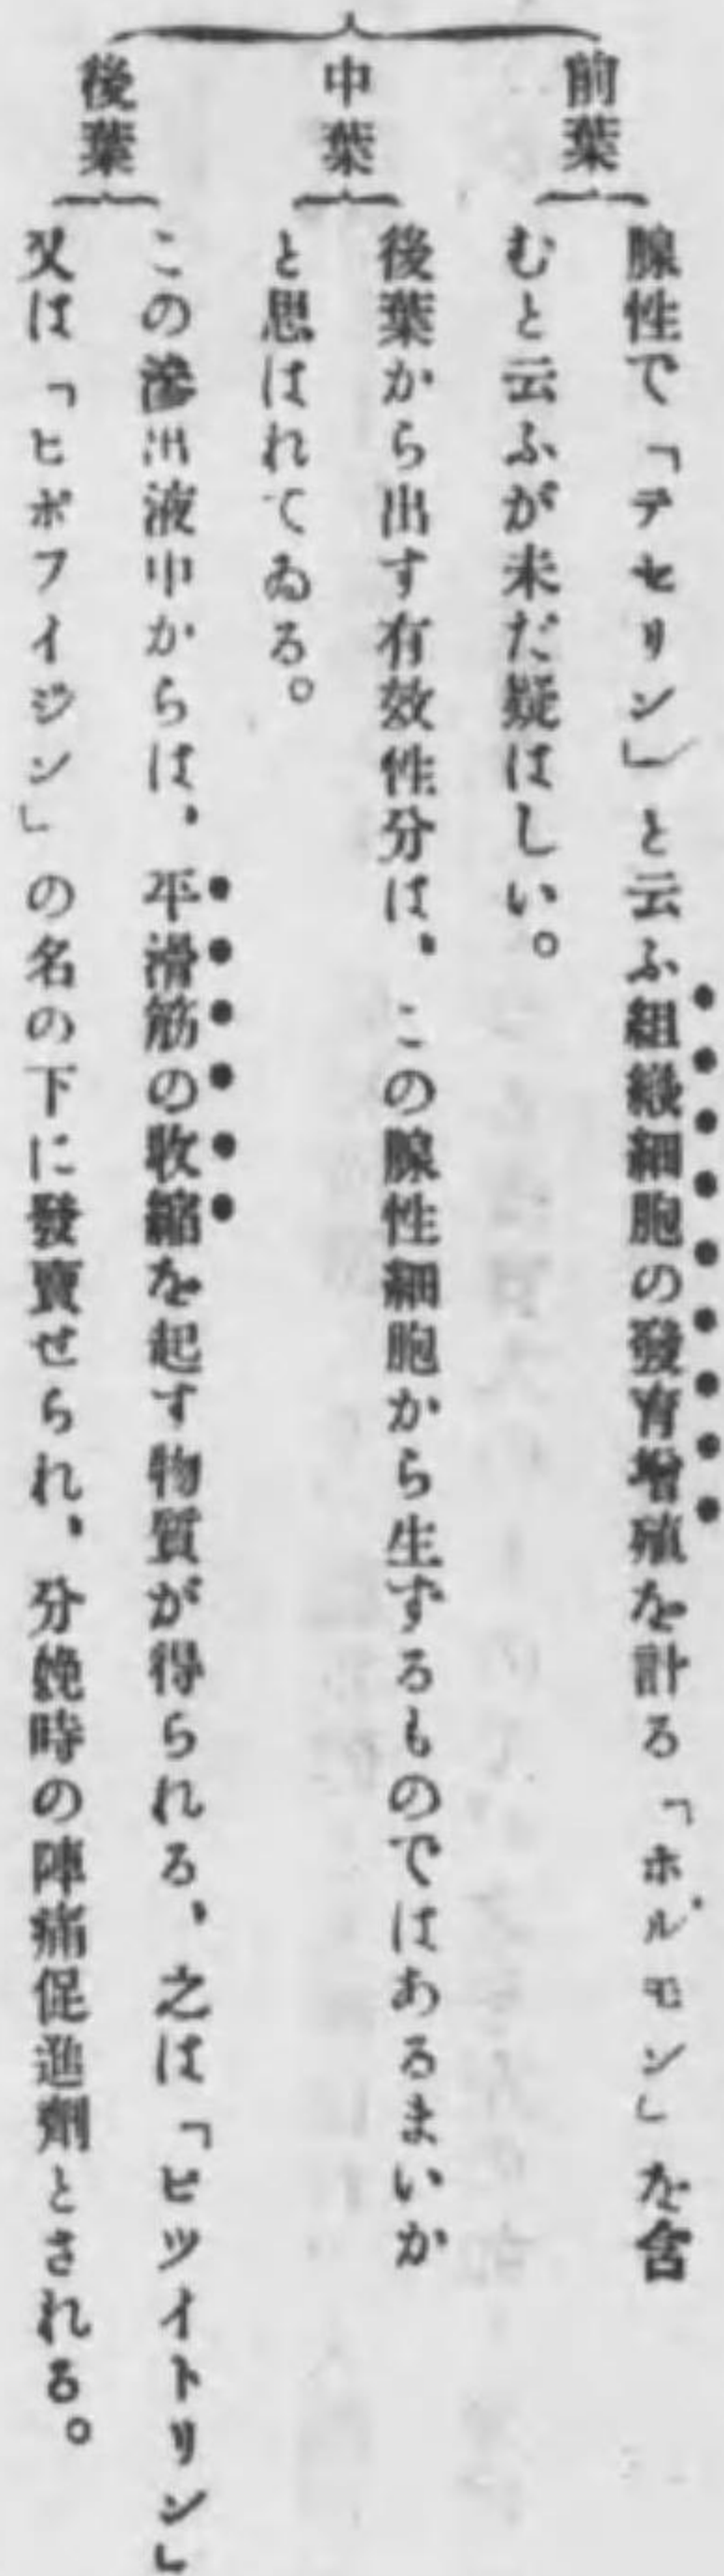 前葉
腺性で「テセリン」と云ふ組織細胞の發育增殖を計る「ホルモン」を含
むと云ふが未だ疑はしい。
中葉
後葉から出す有效性分は、この腺性細胞から生ずるものではあるまいか
と思はれてゐる。
後葉
この滲出液中からは、平滑筋の收縮を起す物質が得られる、之は「ピツイトリン」
又は「ヒポフイジン」の名の下に發賣せられ、分娩時の陣痛促進劑とされる。